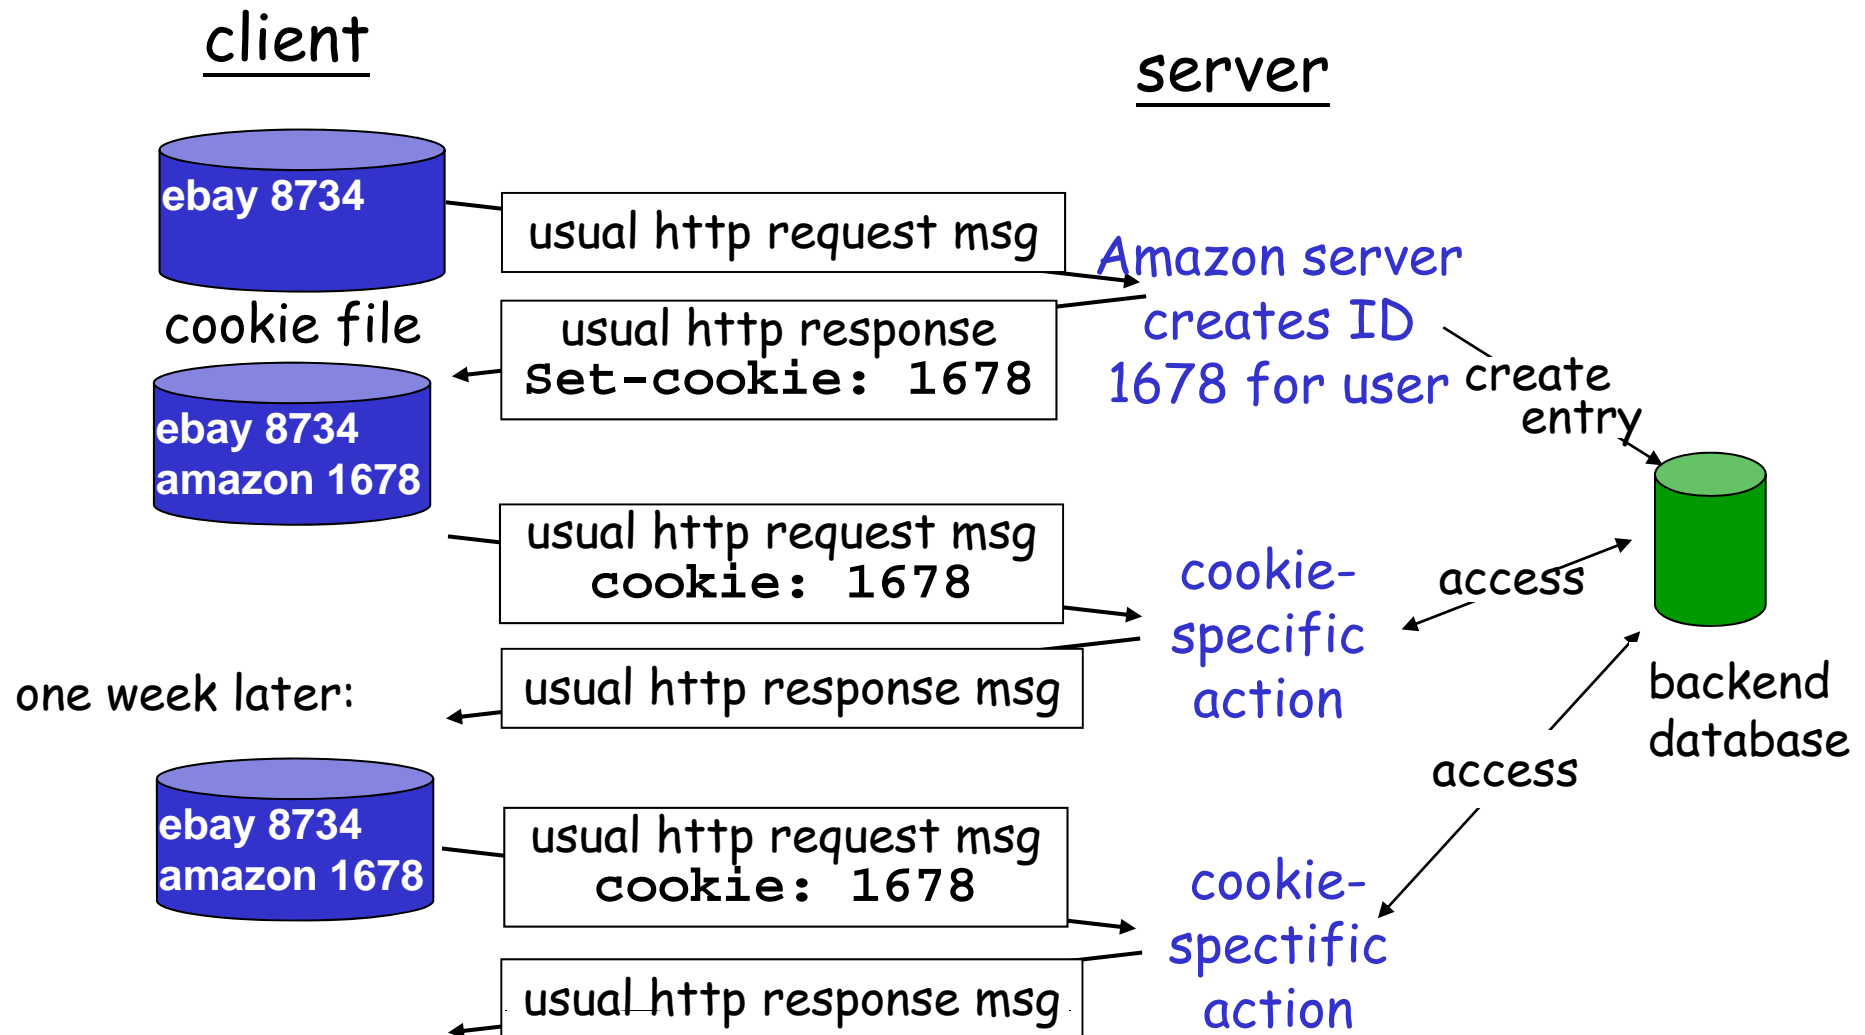 client
server
ebay 8734
usual http request msg
Amazon server
creates ID
1678 for user
cookie file
usual http response
Set-cookie: 1678
create
entry
ebay 8734
amazon 1678
usual http request msg
cookie: 1678
cookie-
specific
action
access
usual http response msg
one week later:
backend
database
access
ebay 8734
amazon 1678
usual http request msg
cookie: 1678
cookie-
spectific
action
usual http response msg